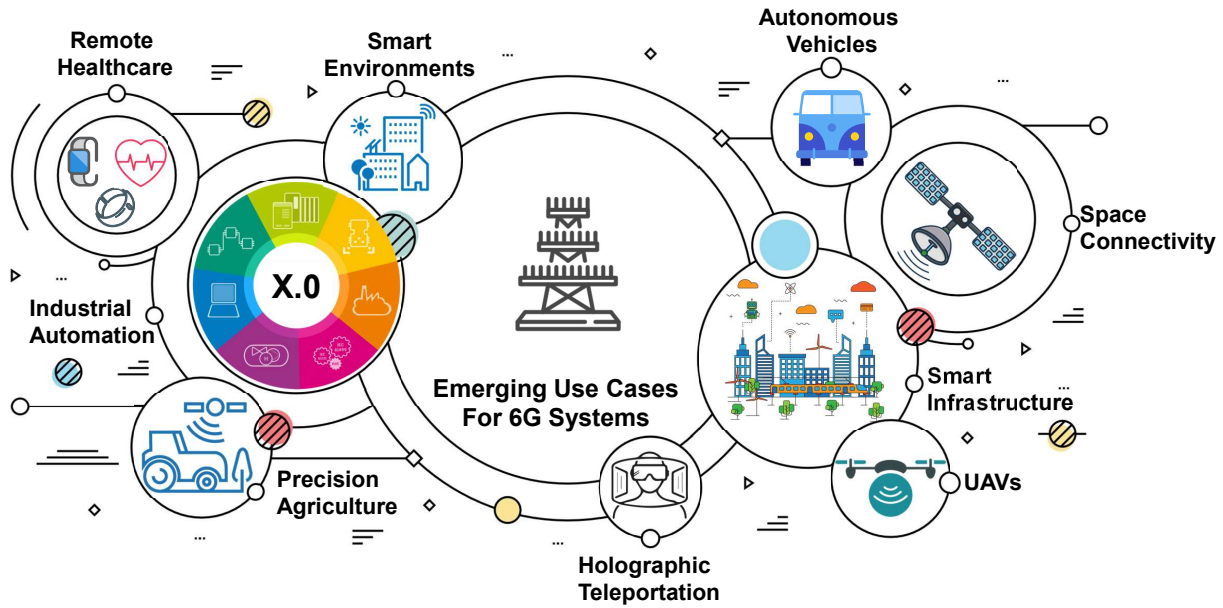 Remote
Healthcare
Smart
Environments
Autonomous
Vehicles
Space
Connectivity
X.0
Industrial
Automation
Emerging Use Cases
For 6G Systems
Smart
Infrastructure
Precision
Agriculture
UAVs
Holographic
Teleportation